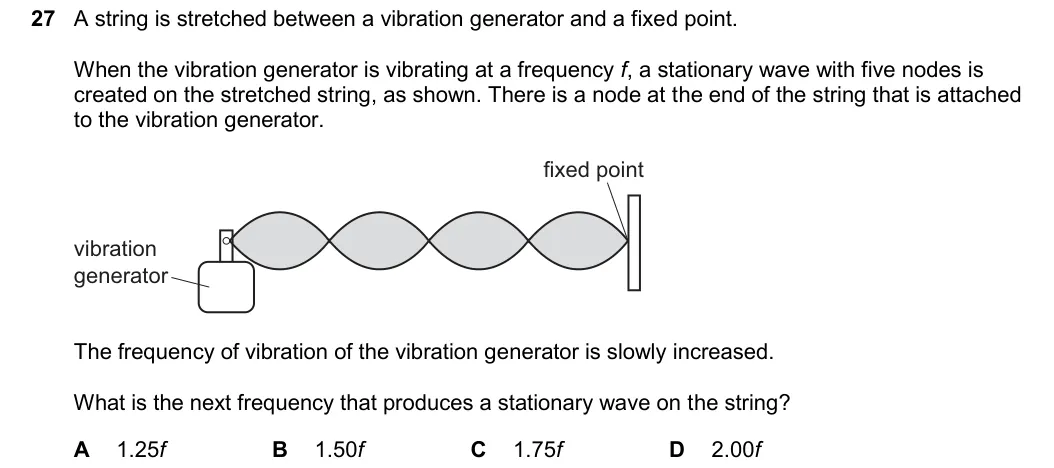 27 A string is stretched between a vibration generator and a fixed point.
When the vibration generator is vibrating at a frequency f, a stationary wave with five nodes is
created on the stretched string, as shown. There is a node at the end of the string that is attached
to the vibration generator.
fixed point
vibration
generator
The frequency of vibration of the vibration generator is slowly increased.
What is the next frequency that produces a stationary wave on the string?
A 1.25f B 1.50f C 1.75f D 2.00f